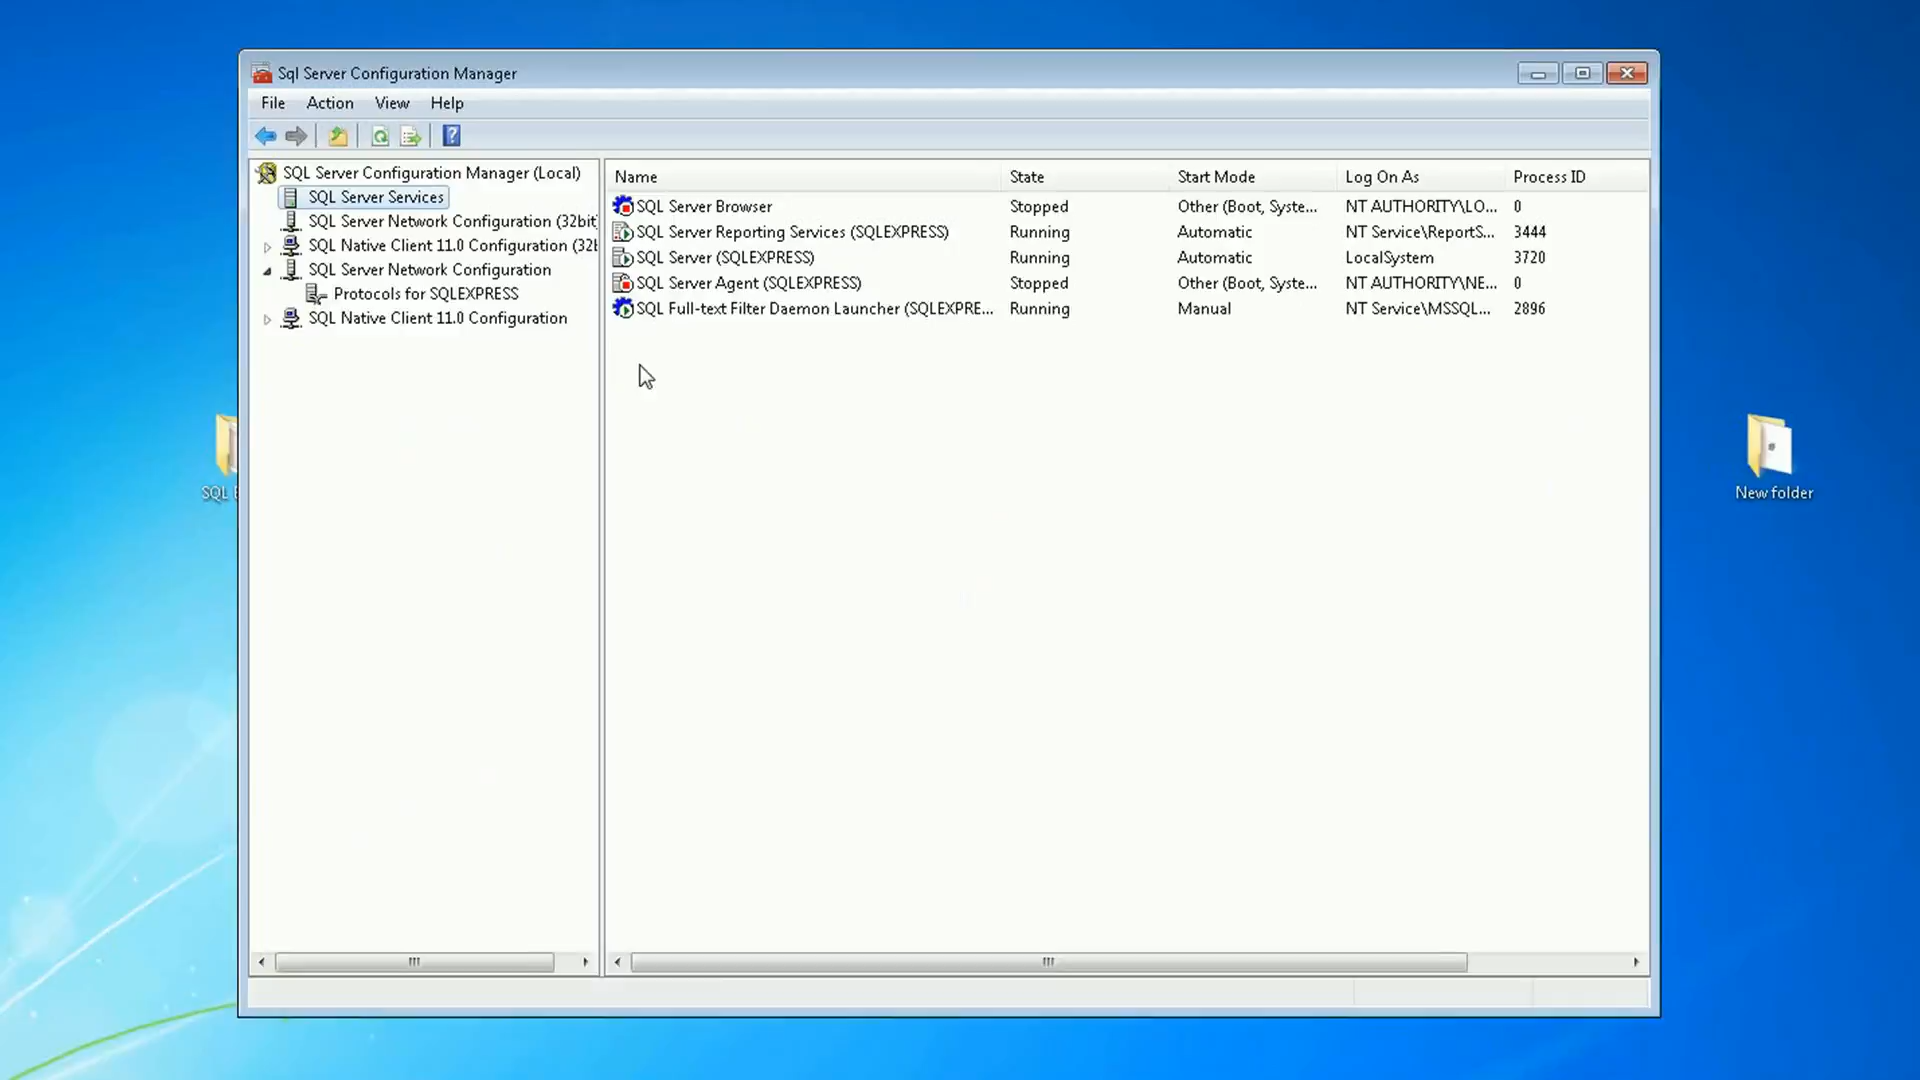 Sql Server Configuration Manager
File Action View Help
SQL Server Configuration Manager (Local)
SQL Server Services
SQL Server Network Configuration (32bit
SQL Native Client 11.0 Configuration (32b
SQL Server Network Configuration
Protocols for SQLEXPRESS
SQL Native Client 11.0 Configuration
Name State Start Mode Log On As Process ID
SQL Server Browser Stopped Other (Boot, Syste... NT AUTHORITY\LO... 0
SQL Server Reporting Services (SQLEXPRESS) Running Automatic NT Service\ReportS... 3444
SQL Server (SQLEXPRESS) Running Automatic LocalSystem 3720
SQL Server Agent (SQLEXPRESS) Stopped Other (Boot, Syste... NT AUTHORITY\NE... 0
SQL Full-text Filter Daemon Launcher (SQLEXPRE... Running Manual NT Service\MSSQL... 2896
SQL
New folder